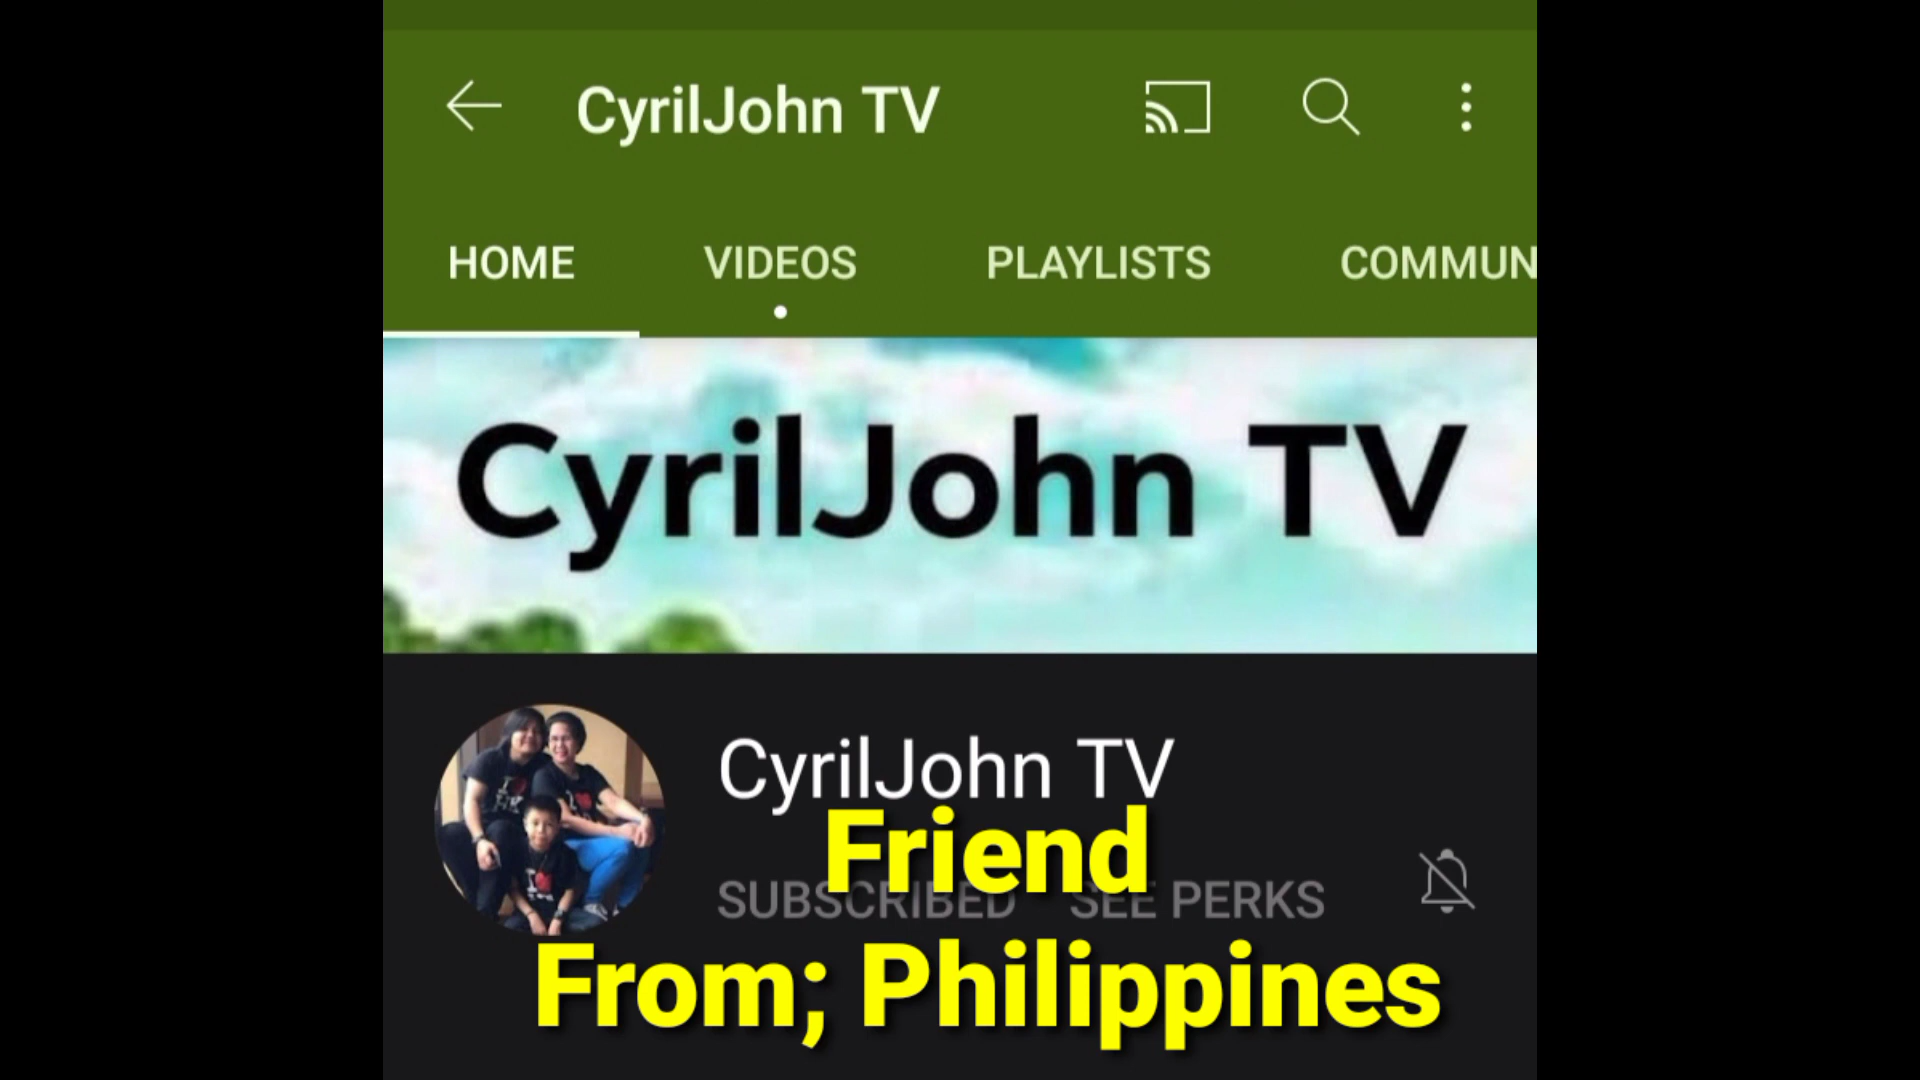 CyrilJohn TV
HOME VIDEOS PLAYLISTS COMMUN
CyrilJohn TV
CyrilJohn TV
Friend
SUBSCRIBED SEE PERKS
From; Philippines